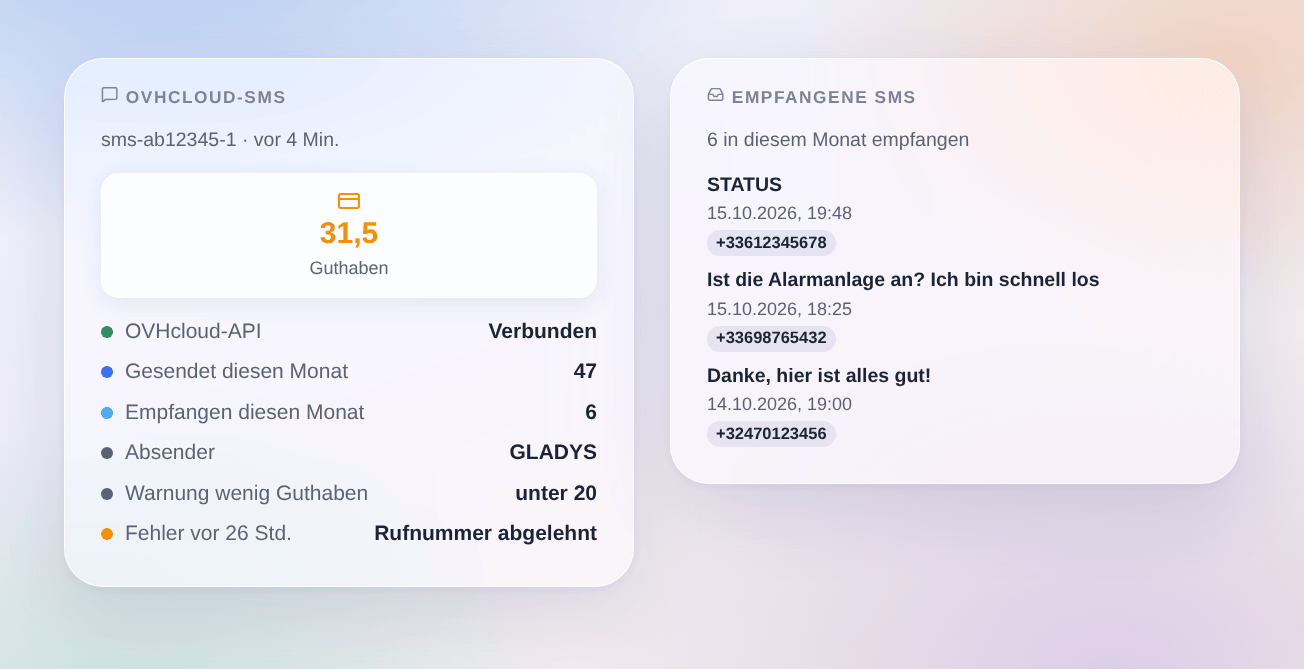 OVHCLOUD-SMS
sms-ab12345-1 · vor 4 Min.
31,5
Guthaben
OVHcloud-API Verbunden
Gesendet diesen Monat 47
Empfangen diesen Monat 6
Absender GLADYS
Warnung wenig Guthaben unter 20
Fehler vor 26 Std. Rufnummer abgelehnt
EMPFANGENE SMS
6 in diesem Monat empfangen
STATUS
15.10.2026, 19:48
+33612345678
Ist die Alarmanlage an? Ich bin schnell los
15.10.2026, 18:25
+33698765432
Danke, hier ist alles gut!
14.10.2026, 19:00
+32470123456